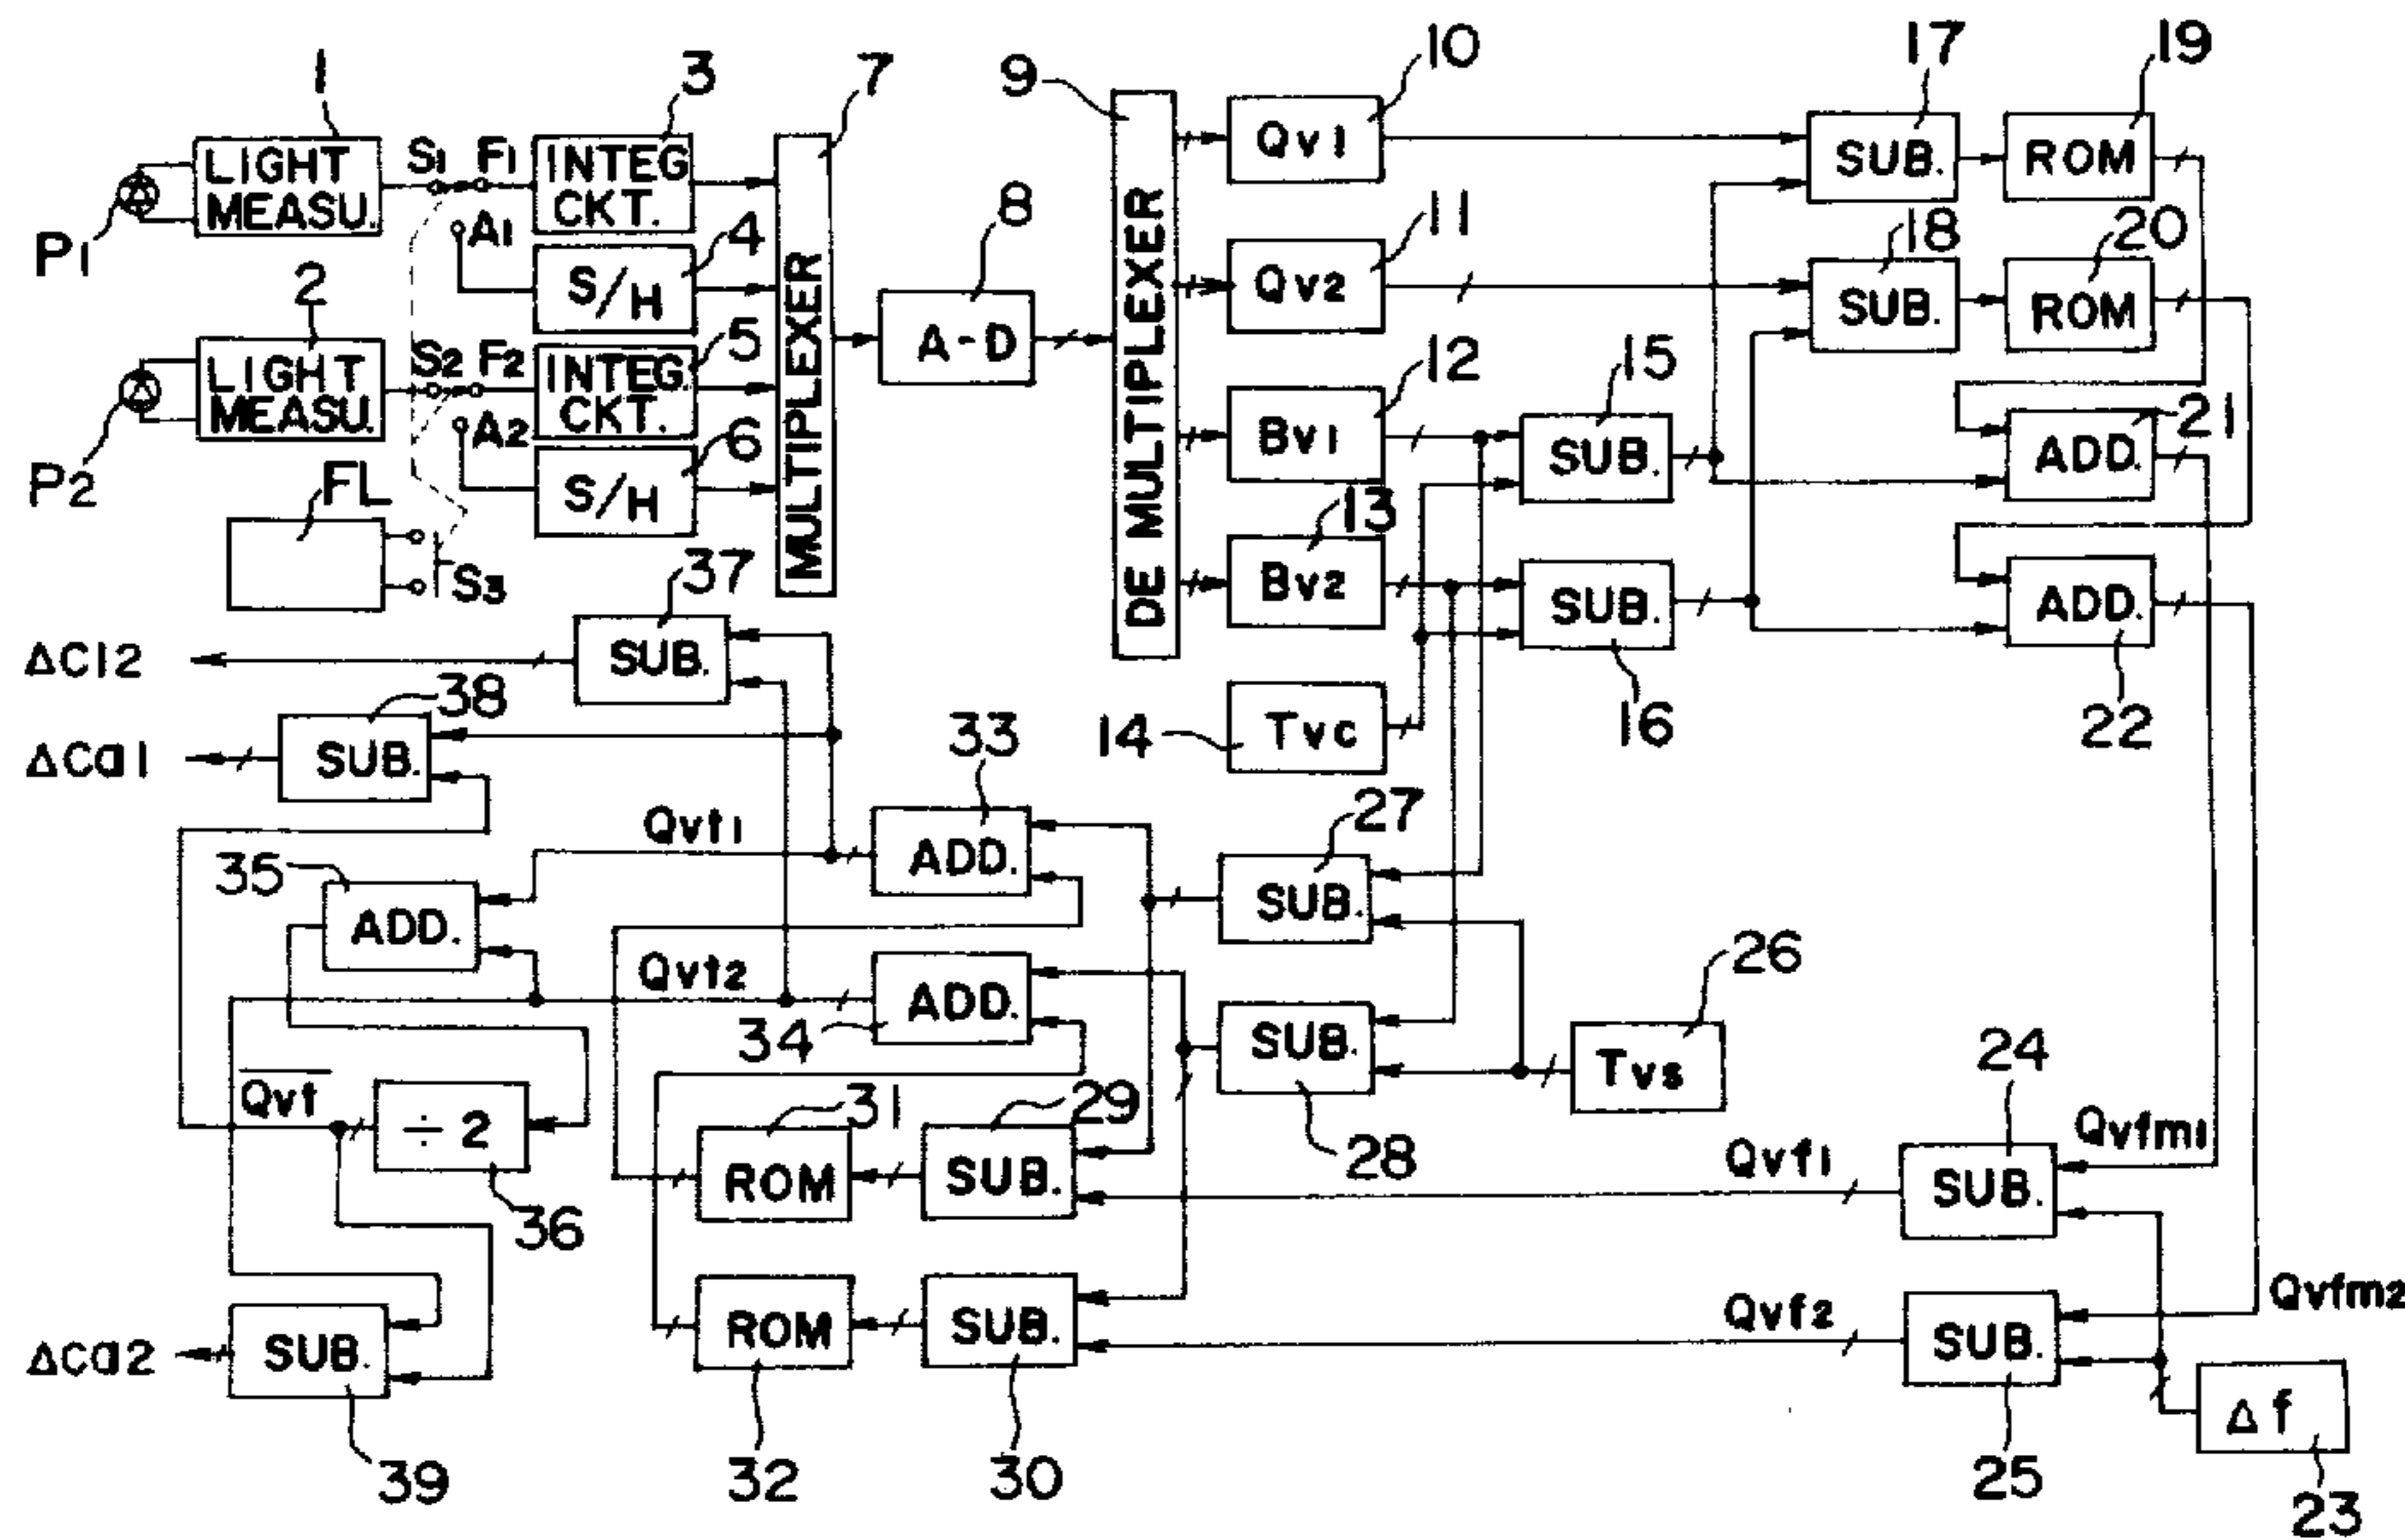 1
3
7
9
10
17
19
LIGHT MEASU.
S1
F1
INTEG CKT.
MULTIPLEXER
DE MULTIPLEXER
Qv1
SUB.
ROM
P1
A1
4
S/H
8
A-D
11
Qv2
18
SUB.
20
ROM
2
LIGHT MEASU.
S2
F2
5
INTEG. CKT.
12
Bv1
15
SUB.
21
ADD.
P2
A2
6
S/H
FL
S3
13
Bv2
SUB.
16
ADD.
22
37
SUB.
ΔC12
14
Tvc
38
SUB.
ΔCa1
33
ADD.
Qvt1
27
SUB.
35
ADD.
Qvt2
ADD.
34
SUB.
28
26
Tvs
24
SUB.
Qvfm1
Qvf1
Qvt
÷2
36
31
ROM
29
SUB.
Qvfm2
ΔCa2
SUB.
39
ROM
32
SUB.
30
Qvf2
SUB.
25
Δf
23